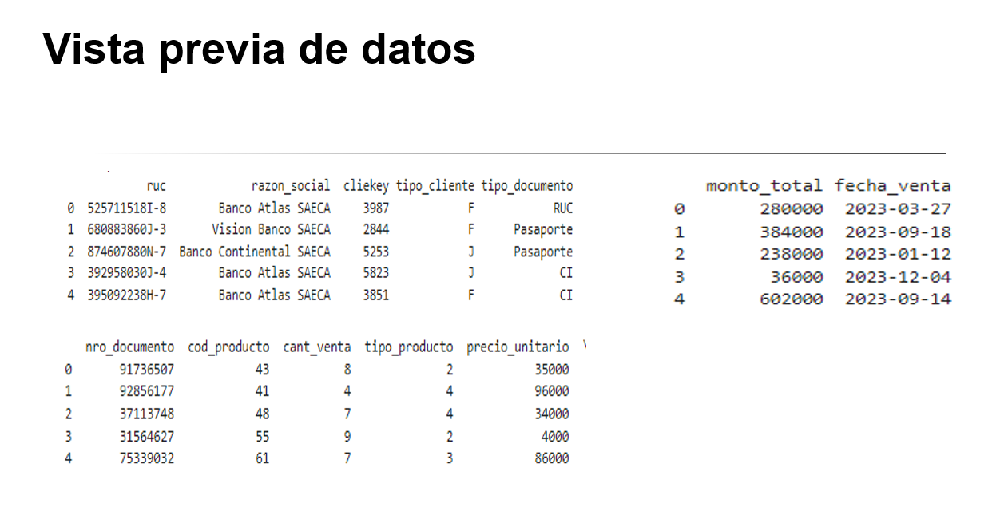 Vista previa de datos
ruc razon_social cliekey tipo_cliente tipo_documento
0 525711518I-8 Banco Atlas SAECA 3987 F RUC
1 680883860J-3 Vision Banco SAECA 2844 F Pasaporte
2 874607880N-7 Banco Continental SAECA 5253 J Pasaporte
3 392958030J-4 Banco Atlas SAECA 5823 J CI
4 395092238H-7 Banco Atlas SAECA 3851 F CI
monto_total fecha_venta
0 280000 2023-03-27
1 384000 2023-09-18
2 238000 2023-01-12
3 36000 2023-12-04
4 602000 2023-09-14
nro_documento cod_producto cant_venta tipo_producto precio_unitario \
0 91736507 43 8 2 35000
1 92856177 41 4 4 96000
2 37113748 48 7 4 34000
3 31564627 55 9 2 4000
4 75339032 61 7 3 86000